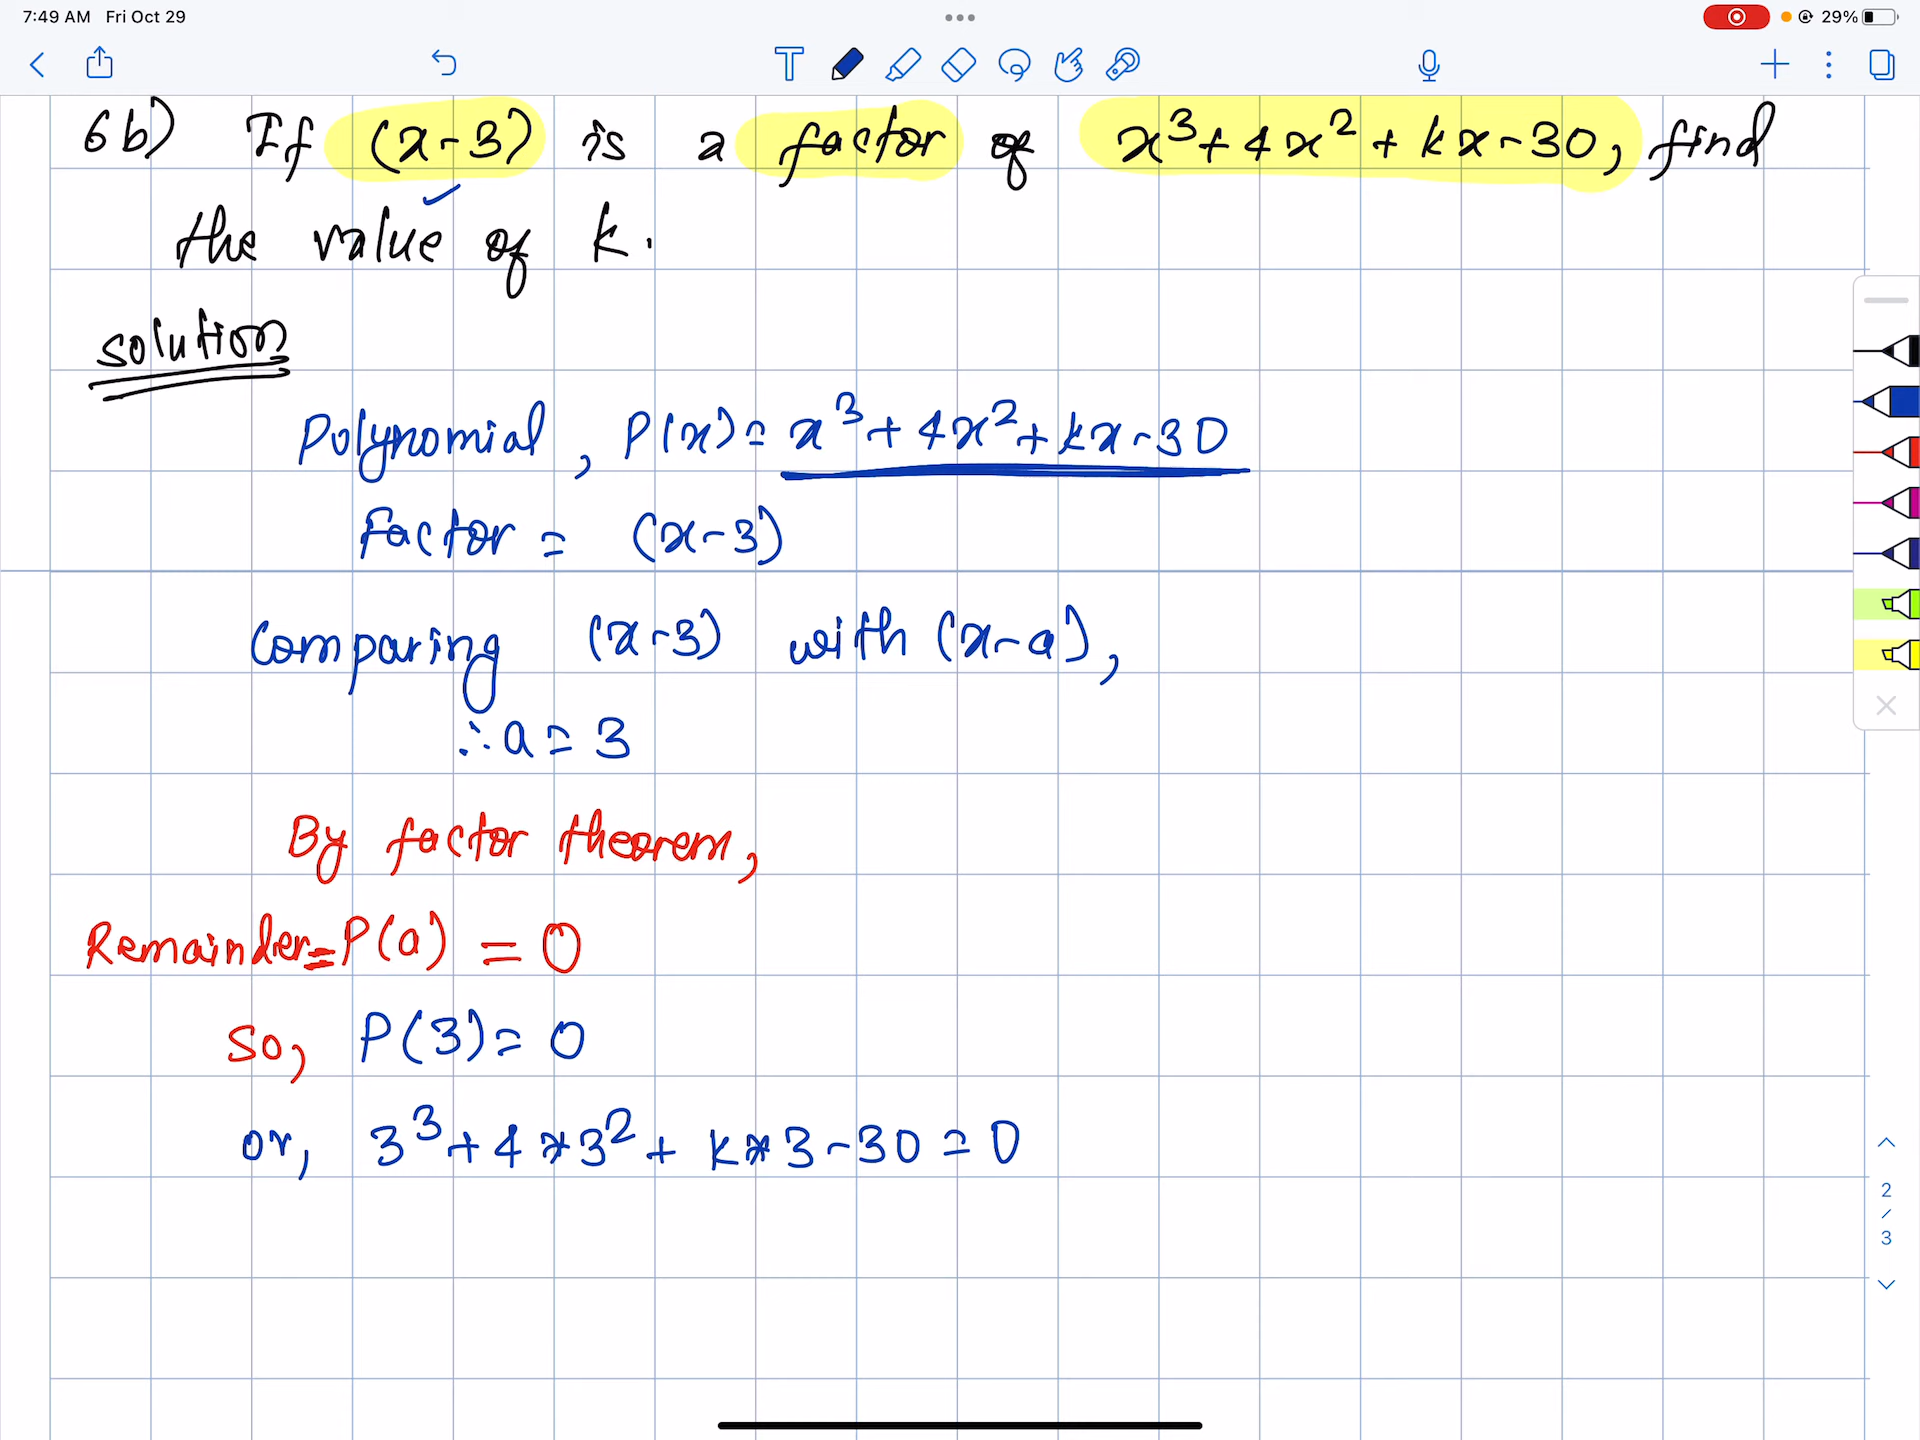 7:49 AM Fri Oct 29
29%
6b) If (x-3) is a factor of x³+4x²+kx-30, find
the value of k.
solution
Polynomial, P(x)= x³+4x²+kx-30
Factor = (x-3)
Comparing (x-3) with (x-a),
∴a=3
By factor theorem,
Remainder=P(a) = 0
So, P(3)=0
or, 3³+4*3²+k*3-30=0
2
/
3